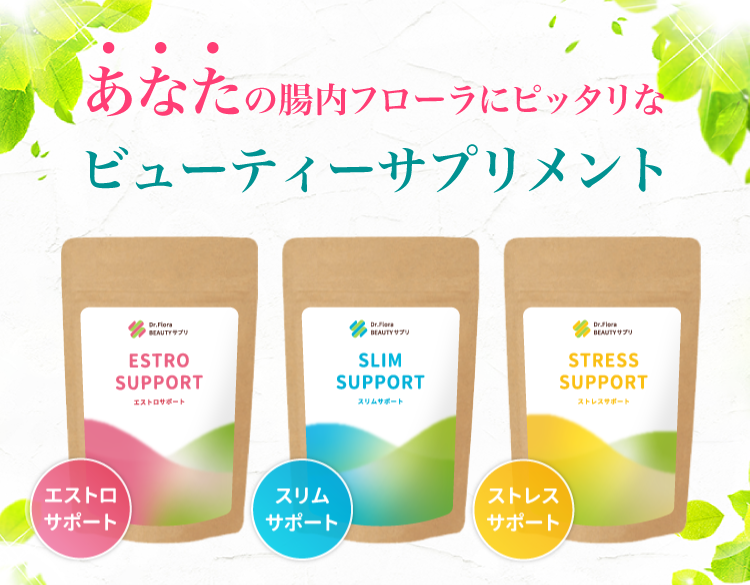 あなたの腸内フローラにピッタリな
ビューティーサプリメント
Dr.Flora
BEAUTYサプリ
ESTRO
SUPPORT
エストロサポート
エストロ
サポート
Dr.Flora
BEAUTYサプリ
SLIM
SUPPORT
スリムサポート
スリム
サポート
Dr.Flora
BEAUTYサプリ
STRESS
SUPPORT
ストレスサポート
ストレス
サポート